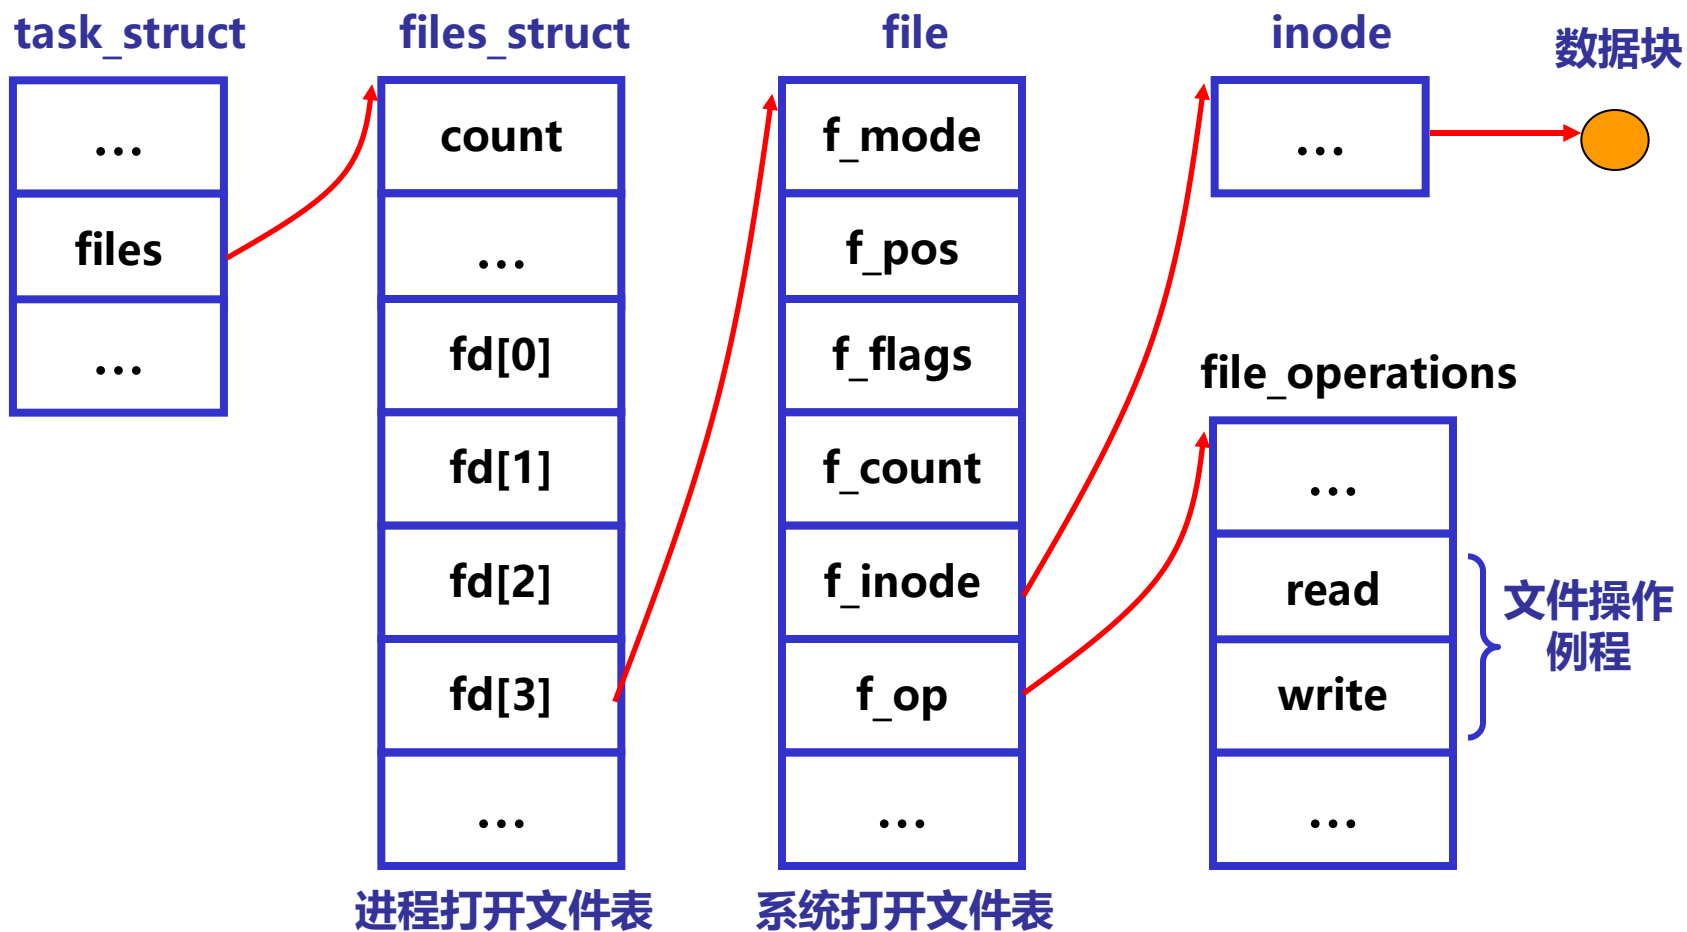 task_struct
…
files
…
files_struct
count
…
fd[0]
fd[1]
fd[2]
fd[3]
…
进程打开文件表
file
f_mode
f_pos
f_flags
f_count
f_inode
f_op
…
系统打开文件表
inode
…
数据块
file_operations
…
read
write
…
文件操作
例程